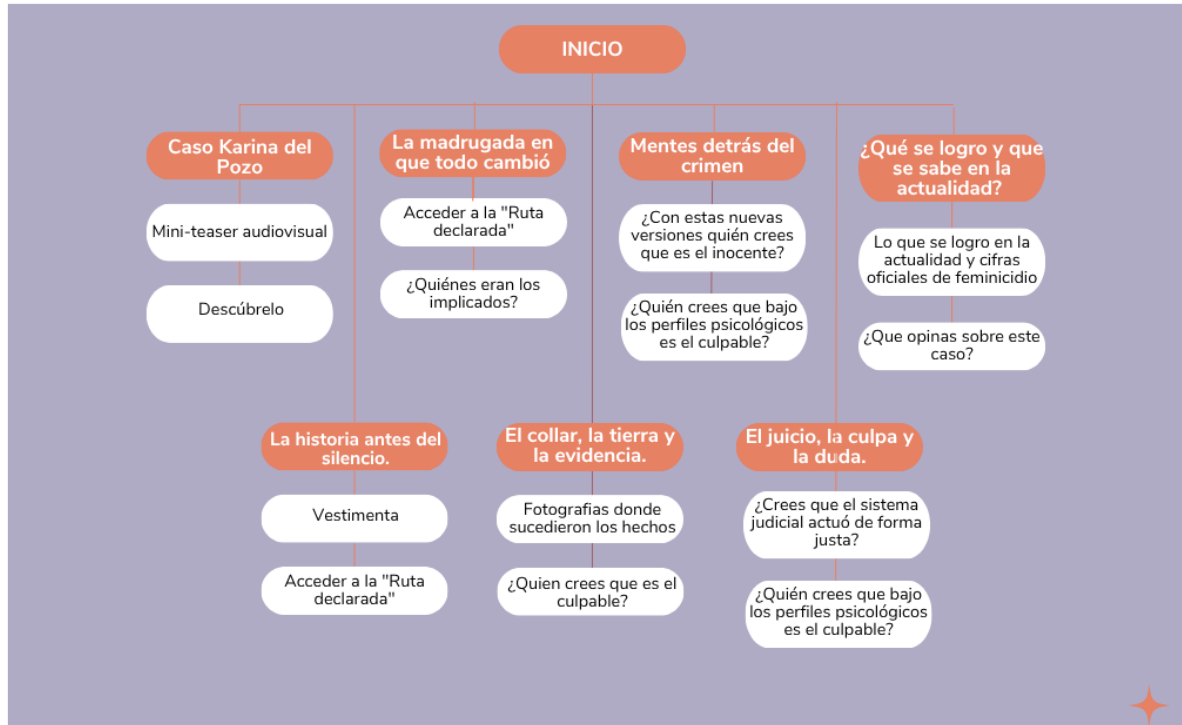 INICIO
Caso Karina del
Pozo
Mini-teaser audiovisual
Descúbrelo
La madrugada en
que todo cambió
Acceder a la "Ruta
declarada"
¿Quiénes eran los
implicados?
Mentes detrás del
crimen
¿Con estas nuevas
versiones quién crees
que es el inocente?
¿Quién crees que bajo
los perfiles psicológicos
es el culpable?
¿Qué se logro y que
se sabe en la
actualidad?
Lo que se logro en la
actualidad y cifras
oficiales de feminicidio
¿Que opinas sobre este
caso?
La historia antes del
silencio.
Vestimenta
Acceder a la "Ruta
declarada"
El collar, la tierra y
la evidencia.
Fotografias donde
sucedieron los hechos
¿Quien crees que es el
culpable?
El juicio, la culpa y
la duda.
¿Crees que el sistema
judicial actuó de forma
justa?
¿Quién crees que bajo
los perfiles psicológicos
es el culpable?